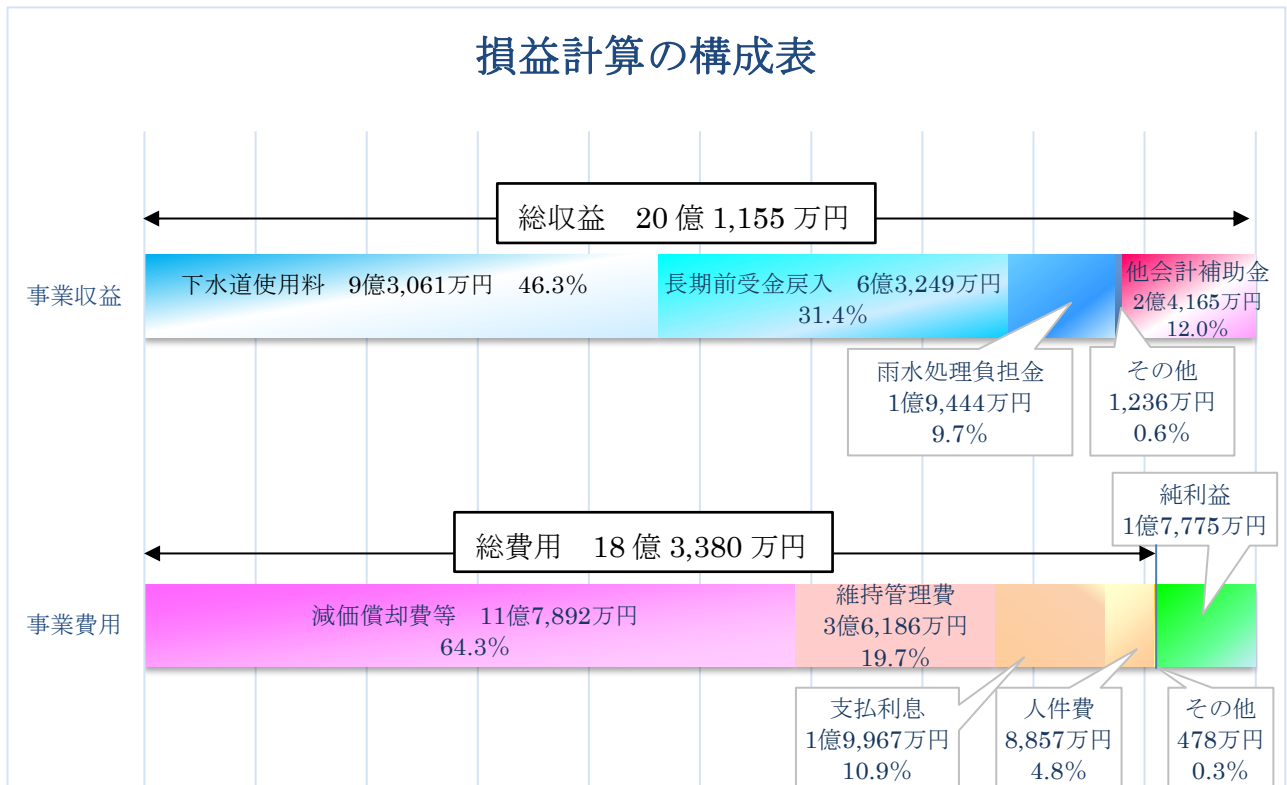 損益計算の構成表
総収益 20億1,155万円
事業収益
下水道使用料 9億3,061万円 46.3%
長期前受金戻入 6億3,249万円
31.4%
他会計補助金
2億4,165万円
12.0%
雨水処理負担金
1億9,444万円
9.7%
その他
1,236万円
0.6%
純利益
1億7,775万円
総費用 18億3,380万円
事業費用
減価償却費等 11億7,892万円
64.3%
維持管理費
3億6,186万円
19.7%
支払利息
1億9,967万円
10.9%
人件費
8,857万円
4.8%
その他
478万円
0.3%